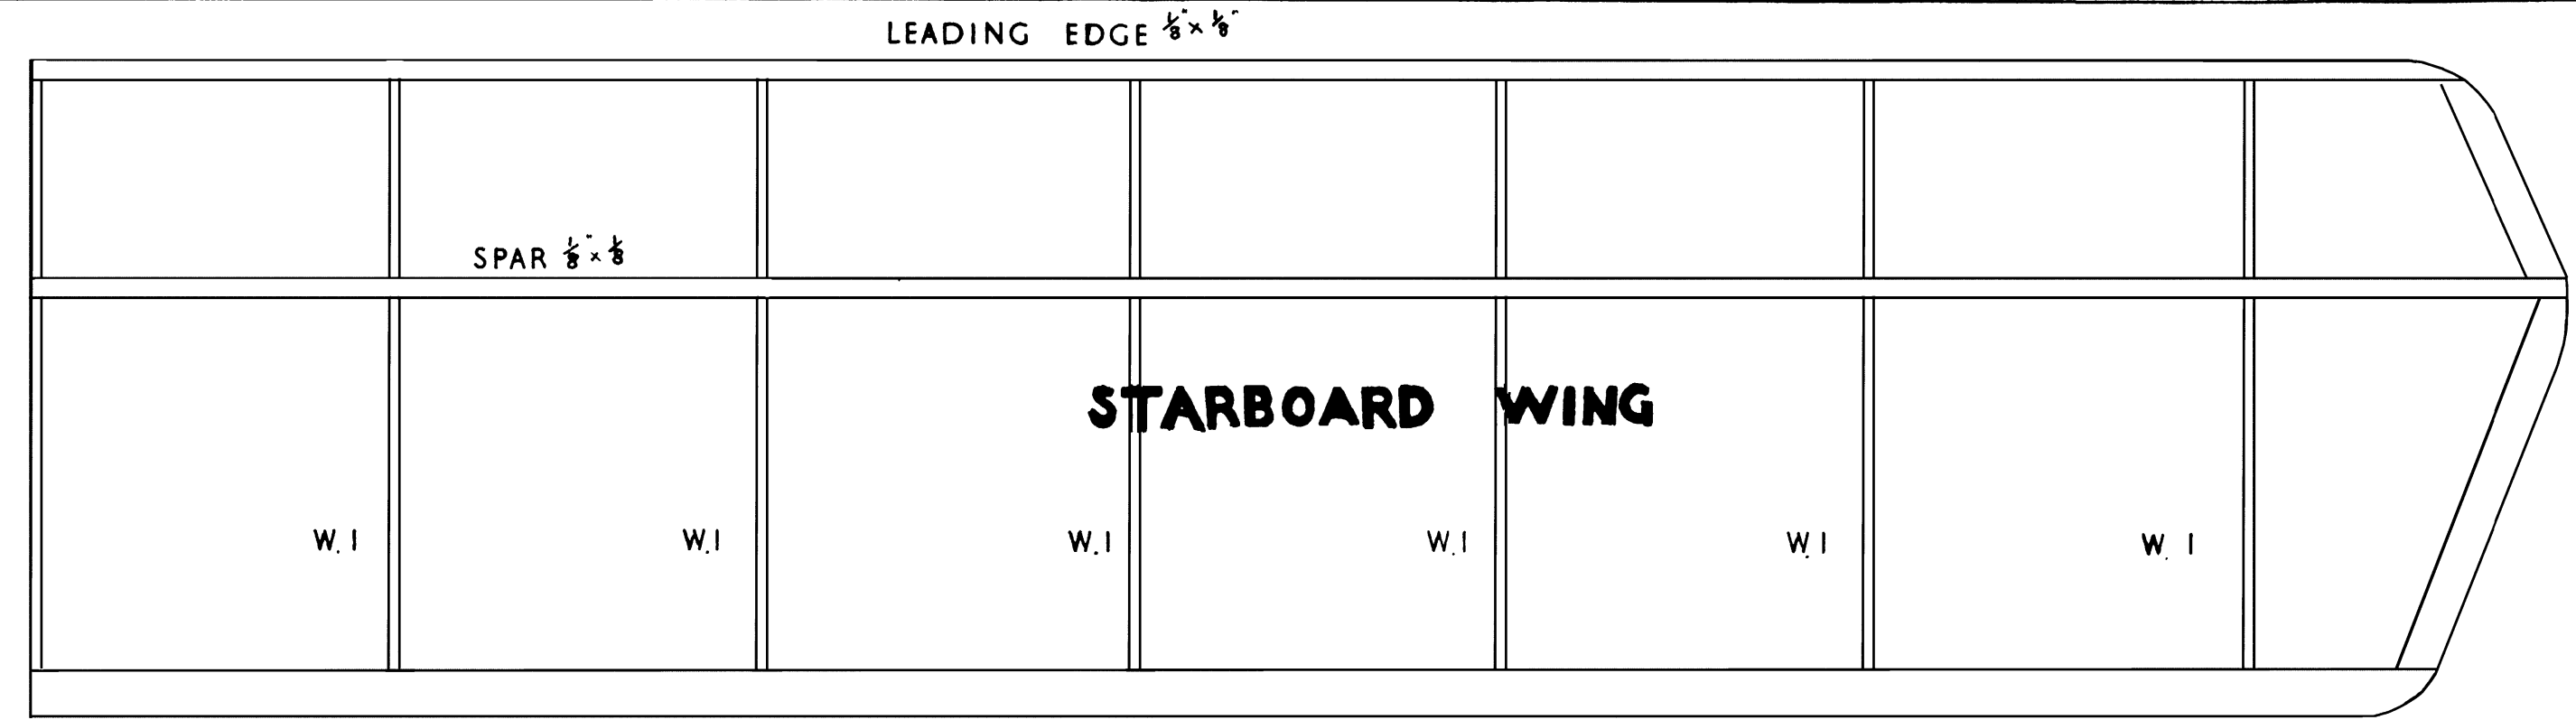 LEADING EDGE 1/8" x 1/8"
SPAR 1/8" x 1/8
STARBOARD WING
W.1 W.1 W.1 W.1 W.1 W.1